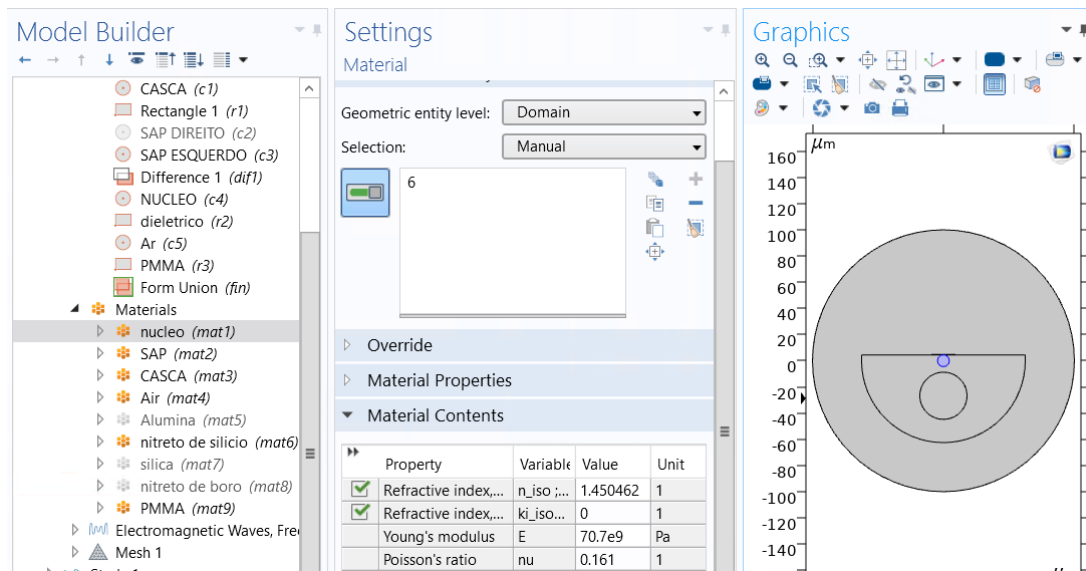 Model Builder
CASCA (c1)
Rectangle 1 (r1)
SAP DIREITO (c2)
SAP ESQUERDO (c3)
Difference 1 (dif1)
NUCLEO (c4)
dieletrico (r2)
Ar (c5)
PMMA (r3)
Form Union (fin)
Materials
nucleo (mat1)
SAP (mat2)
CASCA (mat3)
Air (mat4)
Alumina (mat5)
nitreto de silicio (mat6)
silica (mat7)
nitreto de boro (mat8)
PMMA (mat9)
Electromagnetic Waves, Fre
Mesh 1
Settings
Material
Geometric entity level: Domain
Selection: Manual
6
Override
Material Properties
Material Contents
Property Variable Value Unit
Refractive index,... n_iso ;... 1.450462 1
Refractive index,... ki_iso... 0 1
Young's modulus E 70.7e9 Pa
Poisson's ratio nu 0.161 1
Graphics
μm
160
140
120
100
80
60
40
20
0
-20
-40
-60
-80
-100
-120
-140